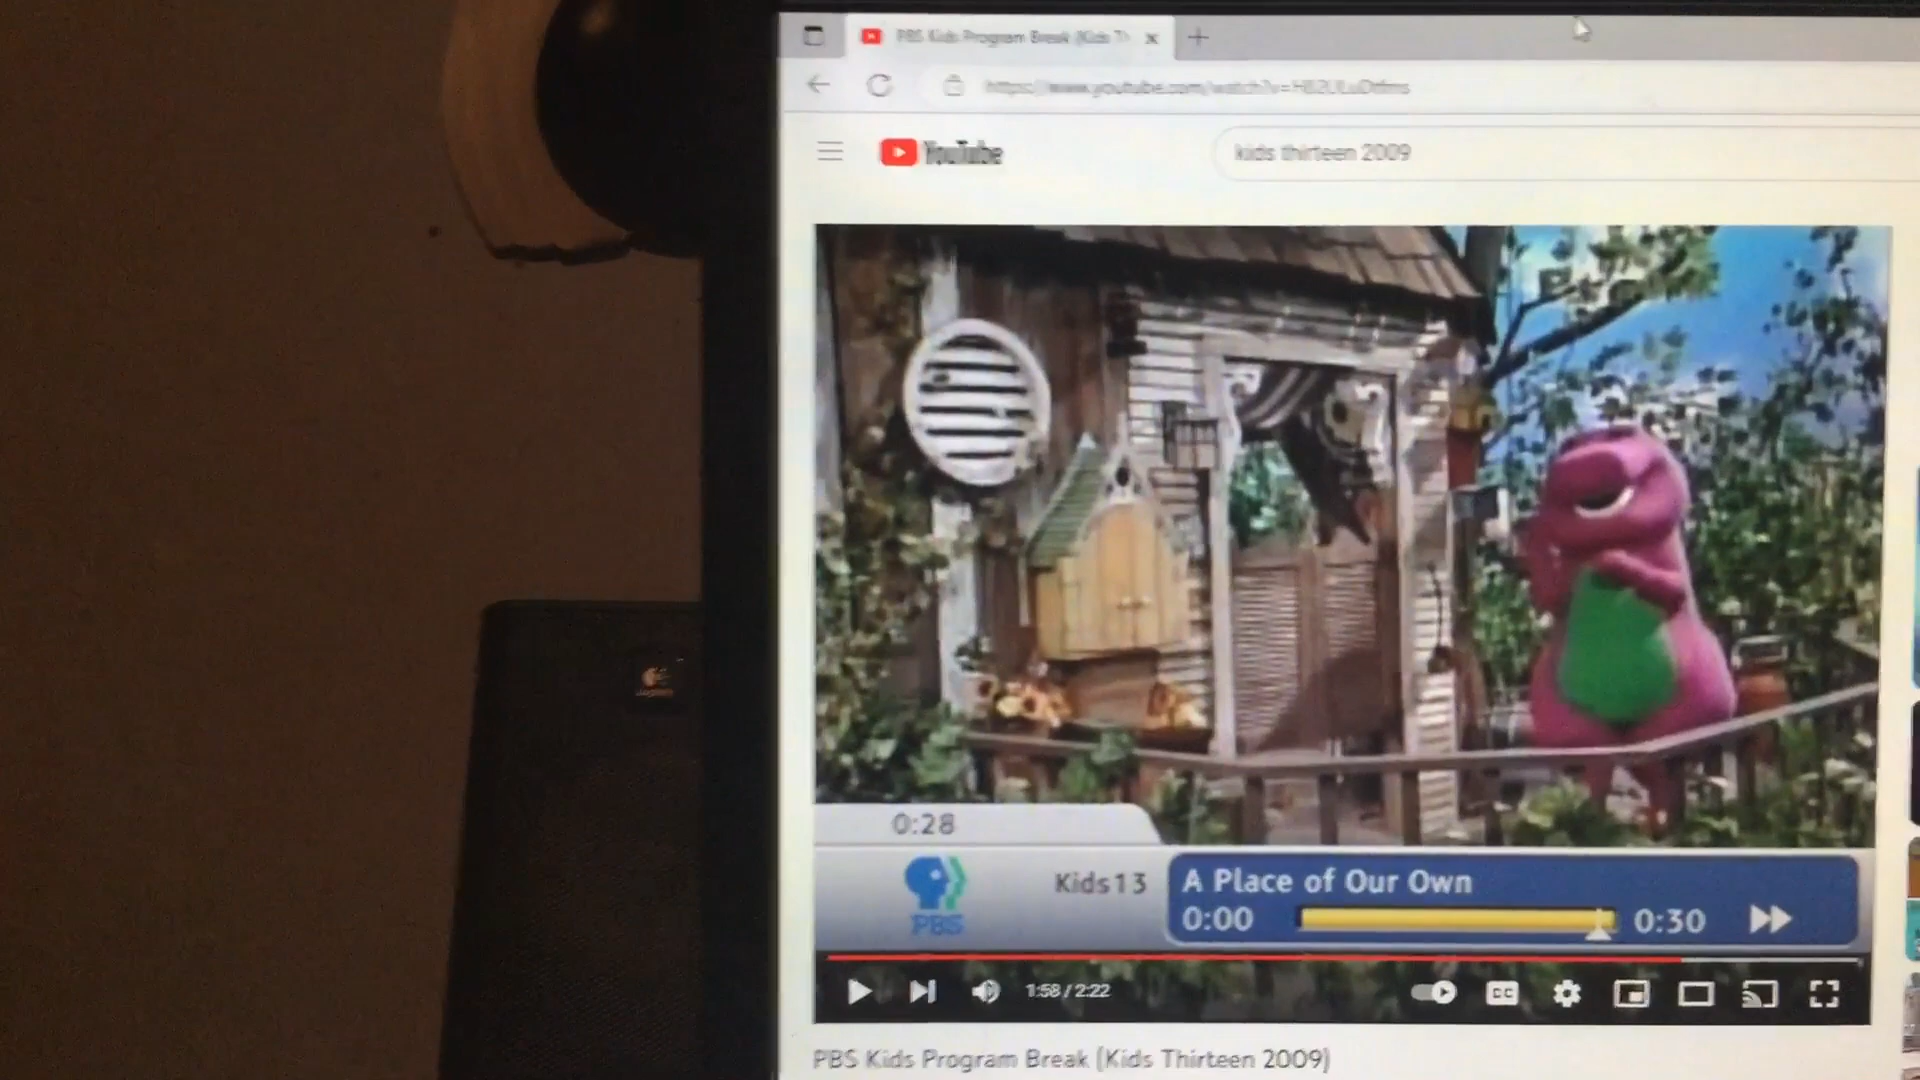 PBS Kids Program Break (Kids Th
YouTube
kids thirteen 2009
0:28
PBS
Kids13
A Place of Our Own
0:00
0:30
1:58 / 2:22
CC
PBS Kids Program Break (Kids Thirteen 2009)